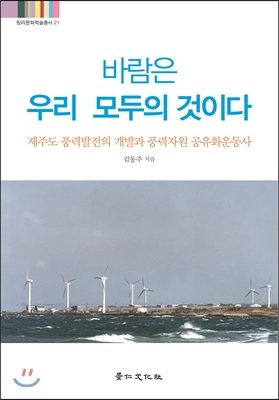 탐라문화학술총서 21
바람은
우리 모두의 것이다
제주도 풍력발전의 개발과 풍력자원 공유화운동사
김동주 지음
景仁文化社
yes24